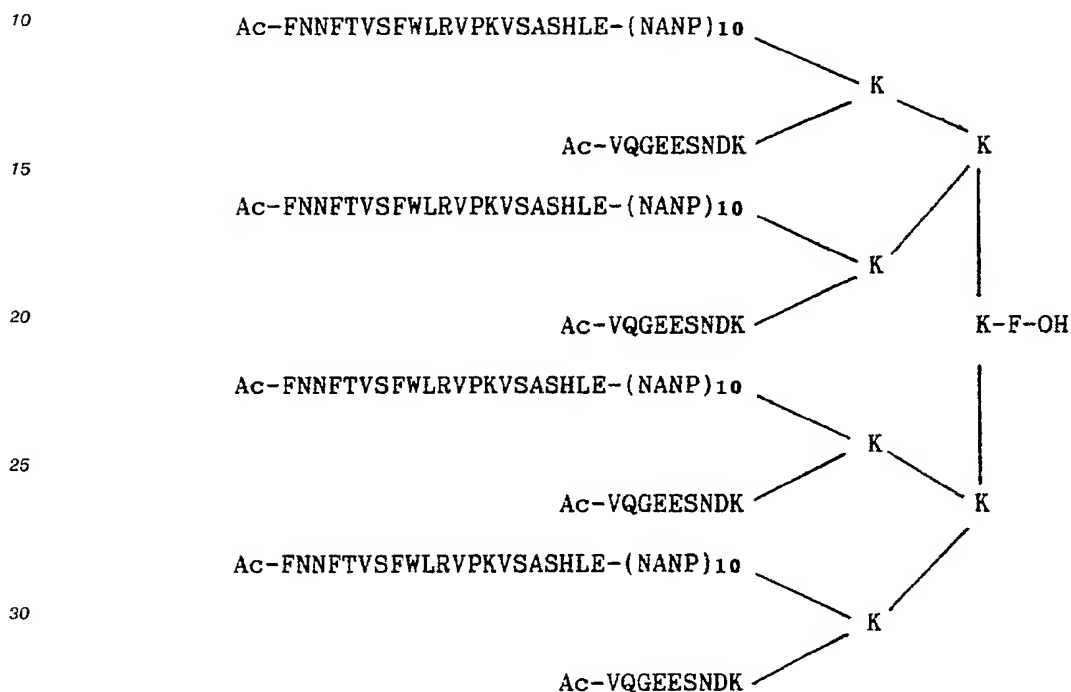 10 Ac-FNNFTVSFWLRVPKVSASHLE-(NANP)10
K
Ac-VQGEESNDK K
15
Ac-FNNFTVSFWLRVPKVSASHLE-(NANP)10
K
20 Ac-VQGEESNDK K-F-OH
Ac-FNNFTVSFWLRVPKVSASHLE-(NANP)10
K
25
Ac-VQGEESNDK K
Ac-FNNFTVSFWLRVPKVSASHLE-(NANP)10
30 K
Ac-VQGEESNDK